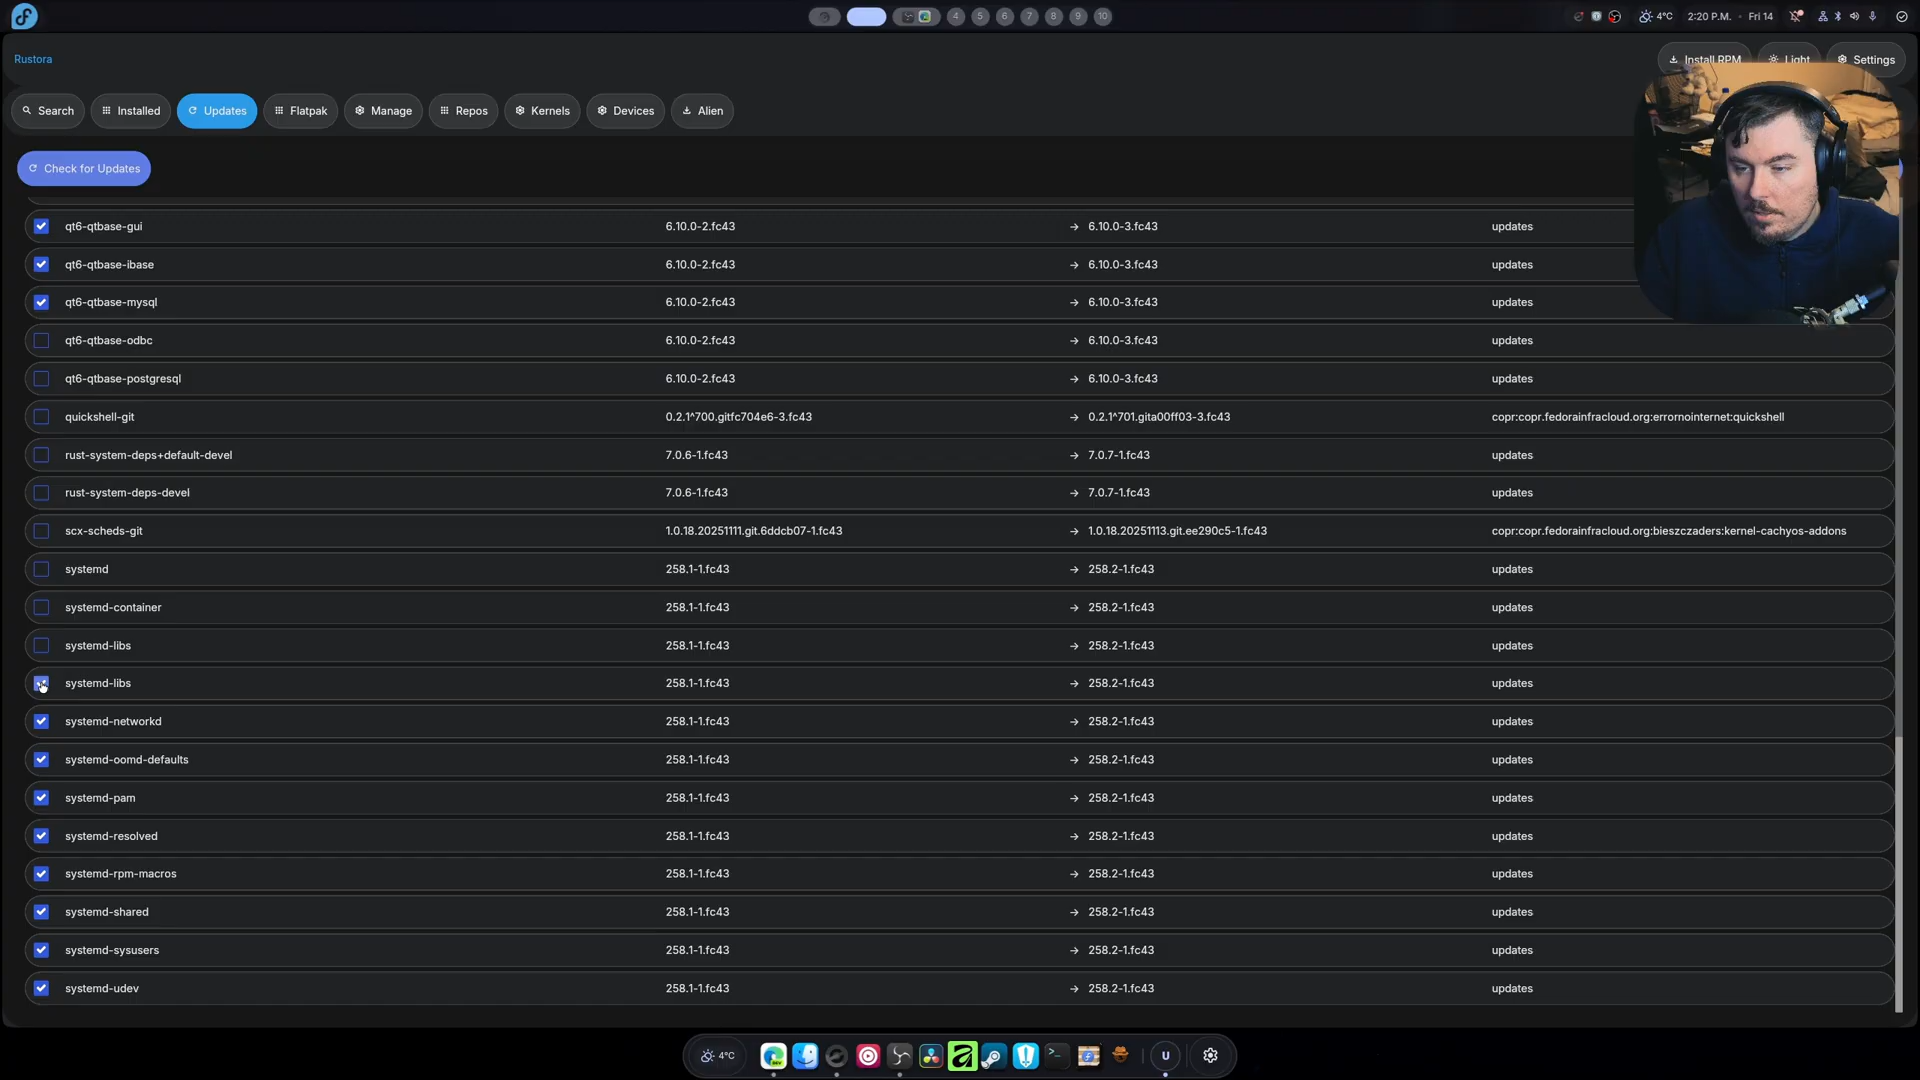 4 5 6 7 8 9 10
4°C 2:20 P.M. · Fri 14
Rustora
Install RPM Light Settings
Search Installed Updates Flatpak Manage Repos Kernels Devices Alien
Check for Updates
qt6-qtbase-gui 6.10.0-2.fc43 → 6.10.0-3.fc43 updates
qt6-qtbase-ibase 6.10.0-2.fc43 → 6.10.0-3.fc43 updates
qt6-qtbase-mysql 6.10.0-2.fc43 → 6.10.0-3.fc43 updates
qt6-qtbase-odbc 6.10.0-2.fc43 → 6.10.0-3.fc43 updates
qt6-qtbase-postgresql 6.10.0-2.fc43 → 6.10.0-3.fc43 updates
quickshell-git 0.2.1^700.gitfc704e6-3.fc43 → 0.2.1^701.gita00ff03-3.fc43 copr:copr.fedorainfracloud.org:errornointernet:quickshell
rust-system-deps+default-devel 7.0.6-1.fc43 → 7.0.7-1.fc43 updates
rust-system-deps-devel 7.0.6-1.fc43 → 7.0.7-1.fc43 updates
scx-scheds-git 1.0.18.20251111.git.6ddcb07-1.fc43 → 1.0.18.20251113.git.ee290c5-1.fc43 copr:copr.fedorainfracloud.org:bieszczaders:kernel-cachyos-addons
systemd 258.1-1.fc43 → 258.2-1.fc43 updates
systemd-container 258.1-1.fc43 → 258.2-1.fc43 updates
systemd-libs 258.1-1.fc43 → 258.2-1.fc43 updates
systemd-libs 258.1-1.fc43 → 258.2-1.fc43 updates
systemd-networkd 258.1-1.fc43 → 258.2-1.fc43 updates
systemd-oomd-defaults 258.1-1.fc43 → 258.2-1.fc43 updates
systemd-pam 258.1-1.fc43 → 258.2-1.fc43 updates
systemd-resolved 258.1-1.fc43 → 258.2-1.fc43 updates
systemd-rpm-macros 258.1-1.fc43 → 258.2-1.fc43 updates
systemd-shared 258.1-1.fc43 → 258.2-1.fc43 updates
systemd-sysusers 258.1-1.fc43 → 258.2-1.fc43 updates
systemd-udev 258.1-1.fc43 → 258.2-1.fc43 updates
4°C U